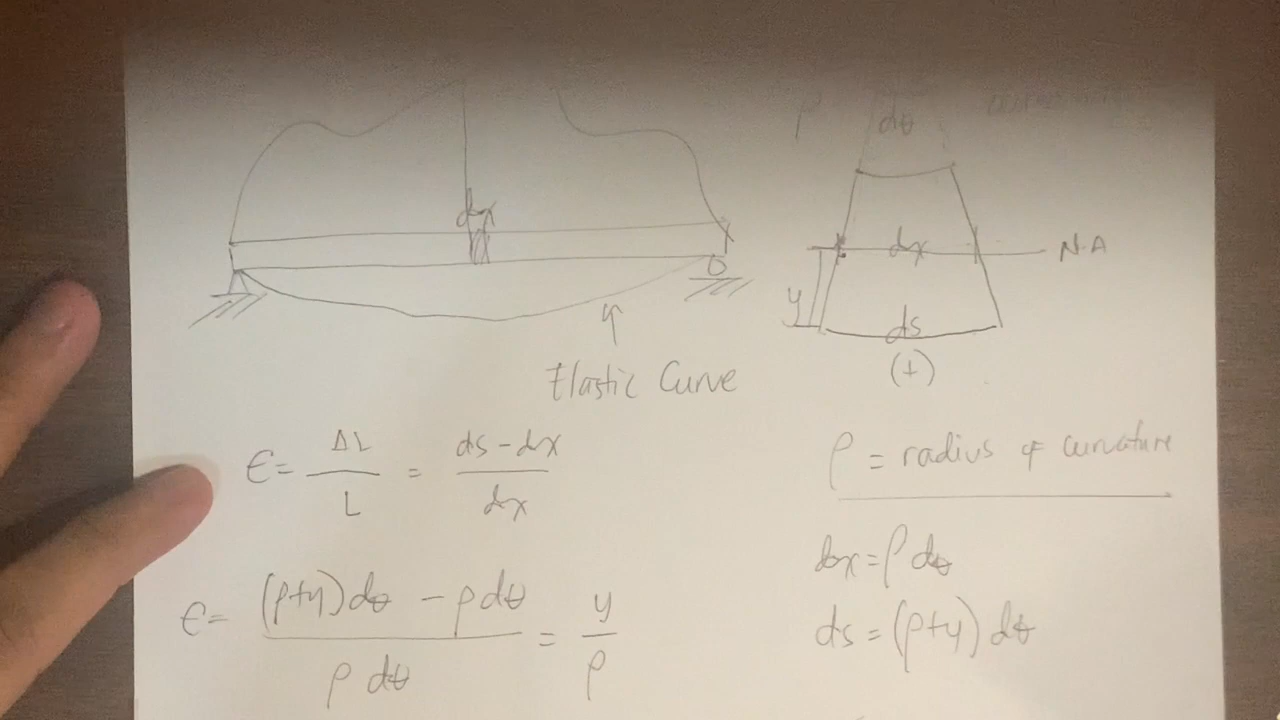 ρ
dθ
dx
dx
N.A
y
ds
(+)
Elastic Curve
ε = ΔL / L = ds - dx / dx
ρ = radius of curvature
dx = ρ dθ
ε = (ρ+y) dθ - ρ dθ / ρ dθ = y / ρ
ds = (ρ+y) dθ